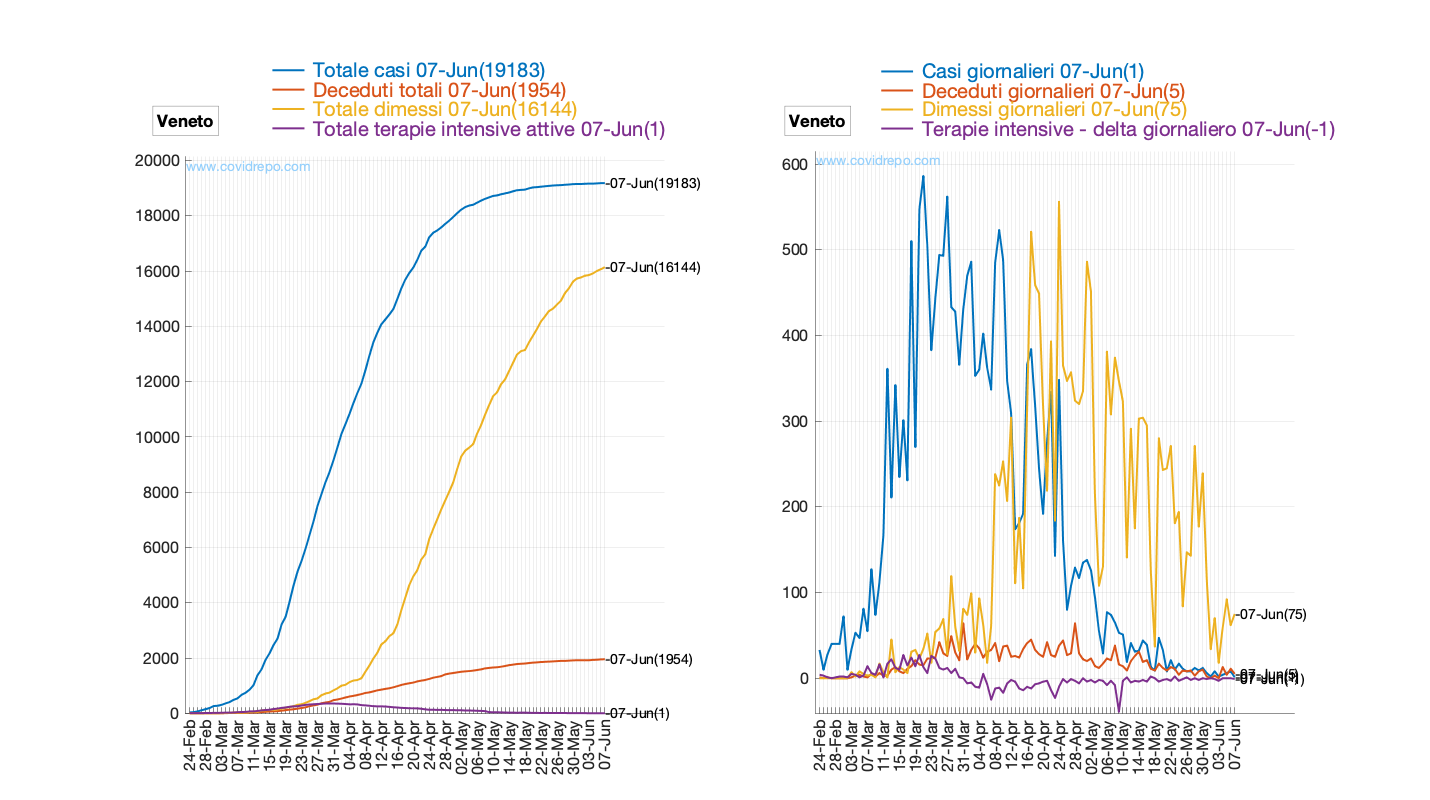 Totale casi 07-Jun(19183)
Deceduti totali 07-Jun(1954)
Totale dimessi 07-Jun(16144)
Totale terapie intensive attive 07-Jun(1)
Veneto
www.covidrepo.com
20000
18000
16000
14000
12000
10000
8000
6000
4000
2000
0
-07-Jun(19183)
-07-Jun(16144)
-07-Jun(1954)
-07-Jun(1)
24-Feb
28-Feb
03-Mar
07-Mar
11-Mar
15-Mar
19-Mar
23-Mar
27-Mar
31-Mar
04-Apr
08-Apr
12-Apr
16-Apr
20-Apr
24-Apr
28-Apr
02-May
06-May
10-May
14-May
18-May
22-May
26-May
30-May
03-Jun
07-Jun
Casi giornalieri 07-Jun(1)
Deceduti giornalieri 07-Jun(5)
Dimessi giornalieri 07-Jun(75)
Terapie intensive - delta giornaliero 07-Jun(-1)
Veneto
www.covidrepo.com
600
500
400
300
200
100
0
-07-Jun(75)
-07-Jun(5)
24-Feb
28-Feb
03-Mar
07-Mar
11-Mar
15-Mar
19-Mar
23-Mar
27-Mar
31-Mar
04-Apr
08-Apr
12-Apr
16-Apr
20-Apr
24-Apr
28-Apr
02-May
06-May
10-May
14-May
18-May
22-May
26-May
30-May
03-Jun
07-Jun